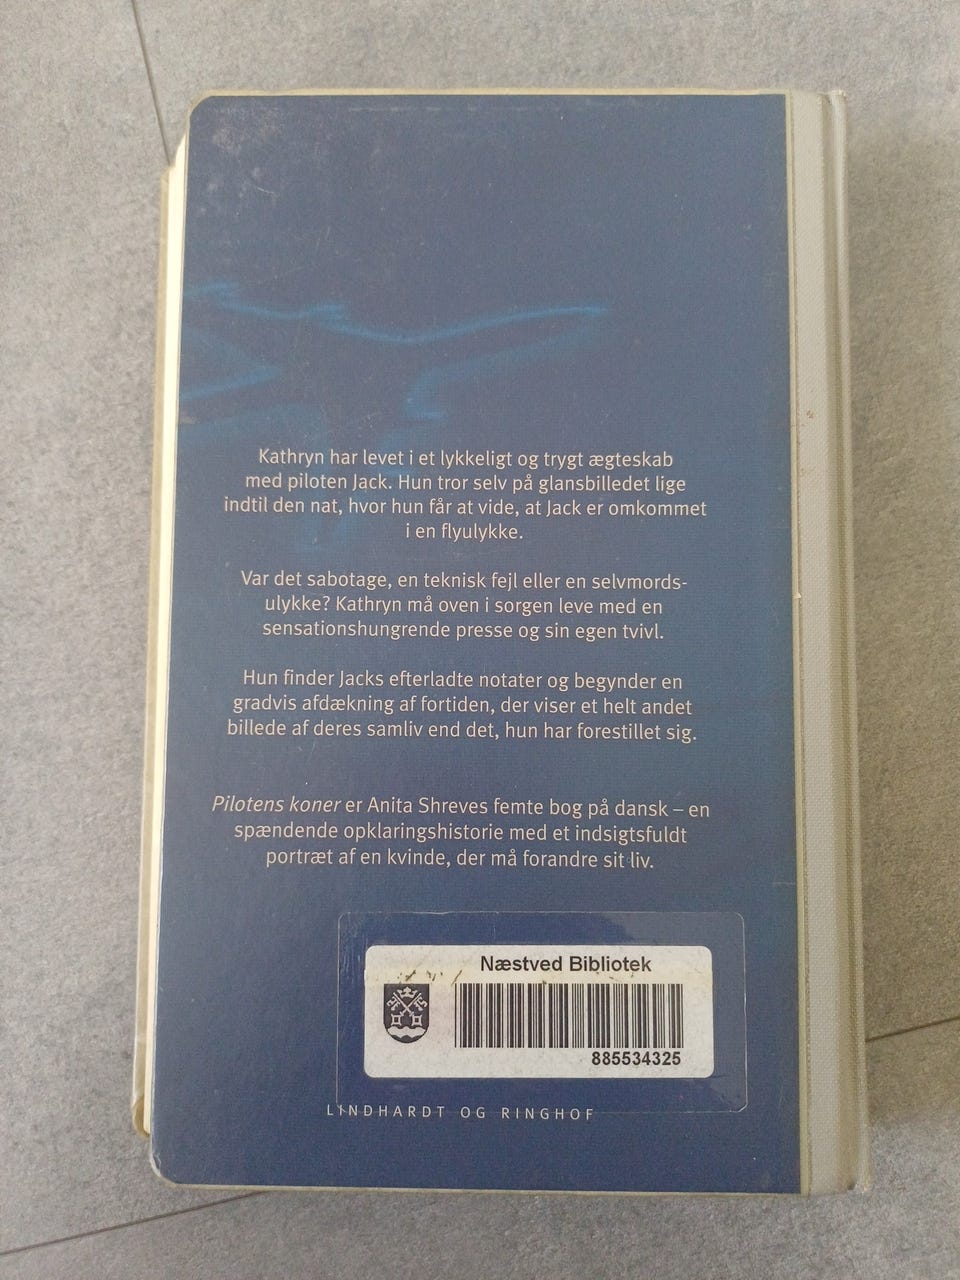 Kathryn har levet i et lykkeligt og trygt ægteskab
med piloten Jack. Hun tror selv på glansbilledet lige
indtil den nat, hvor hun får at vide, at Jack er omkommet
i en flyulykke.
Var det sabotage, en teknisk fejl eller en selvmords-
ulykke? Kathryn må oven i sorgen leve med en
sensationshungrende presse og sin egen tvivl.
Hun finder Jacks efterladte notater og begynder en
gradvis afdækning af fortiden, der viser et helt andet
billede af deres samliv end det, hun har forestillet sig.
Pilotens koner er Anita Shreves femte bog på dansk – en
spændende opklaringshistorie med et indsigtsfuldt
portræt af en kvinde, der må forandre sit liv.
Næstved Bibliotek
885534325
LINDHARDT OG RINGHOF